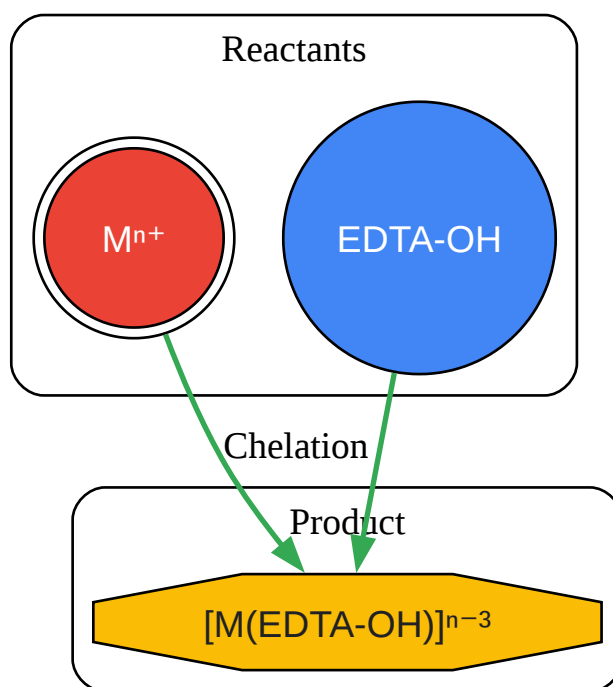 Reactants
Mⁿ⁺
EDTA-OH
Chelation
Product
[M(EDTA-OH)]ⁿ⁻³